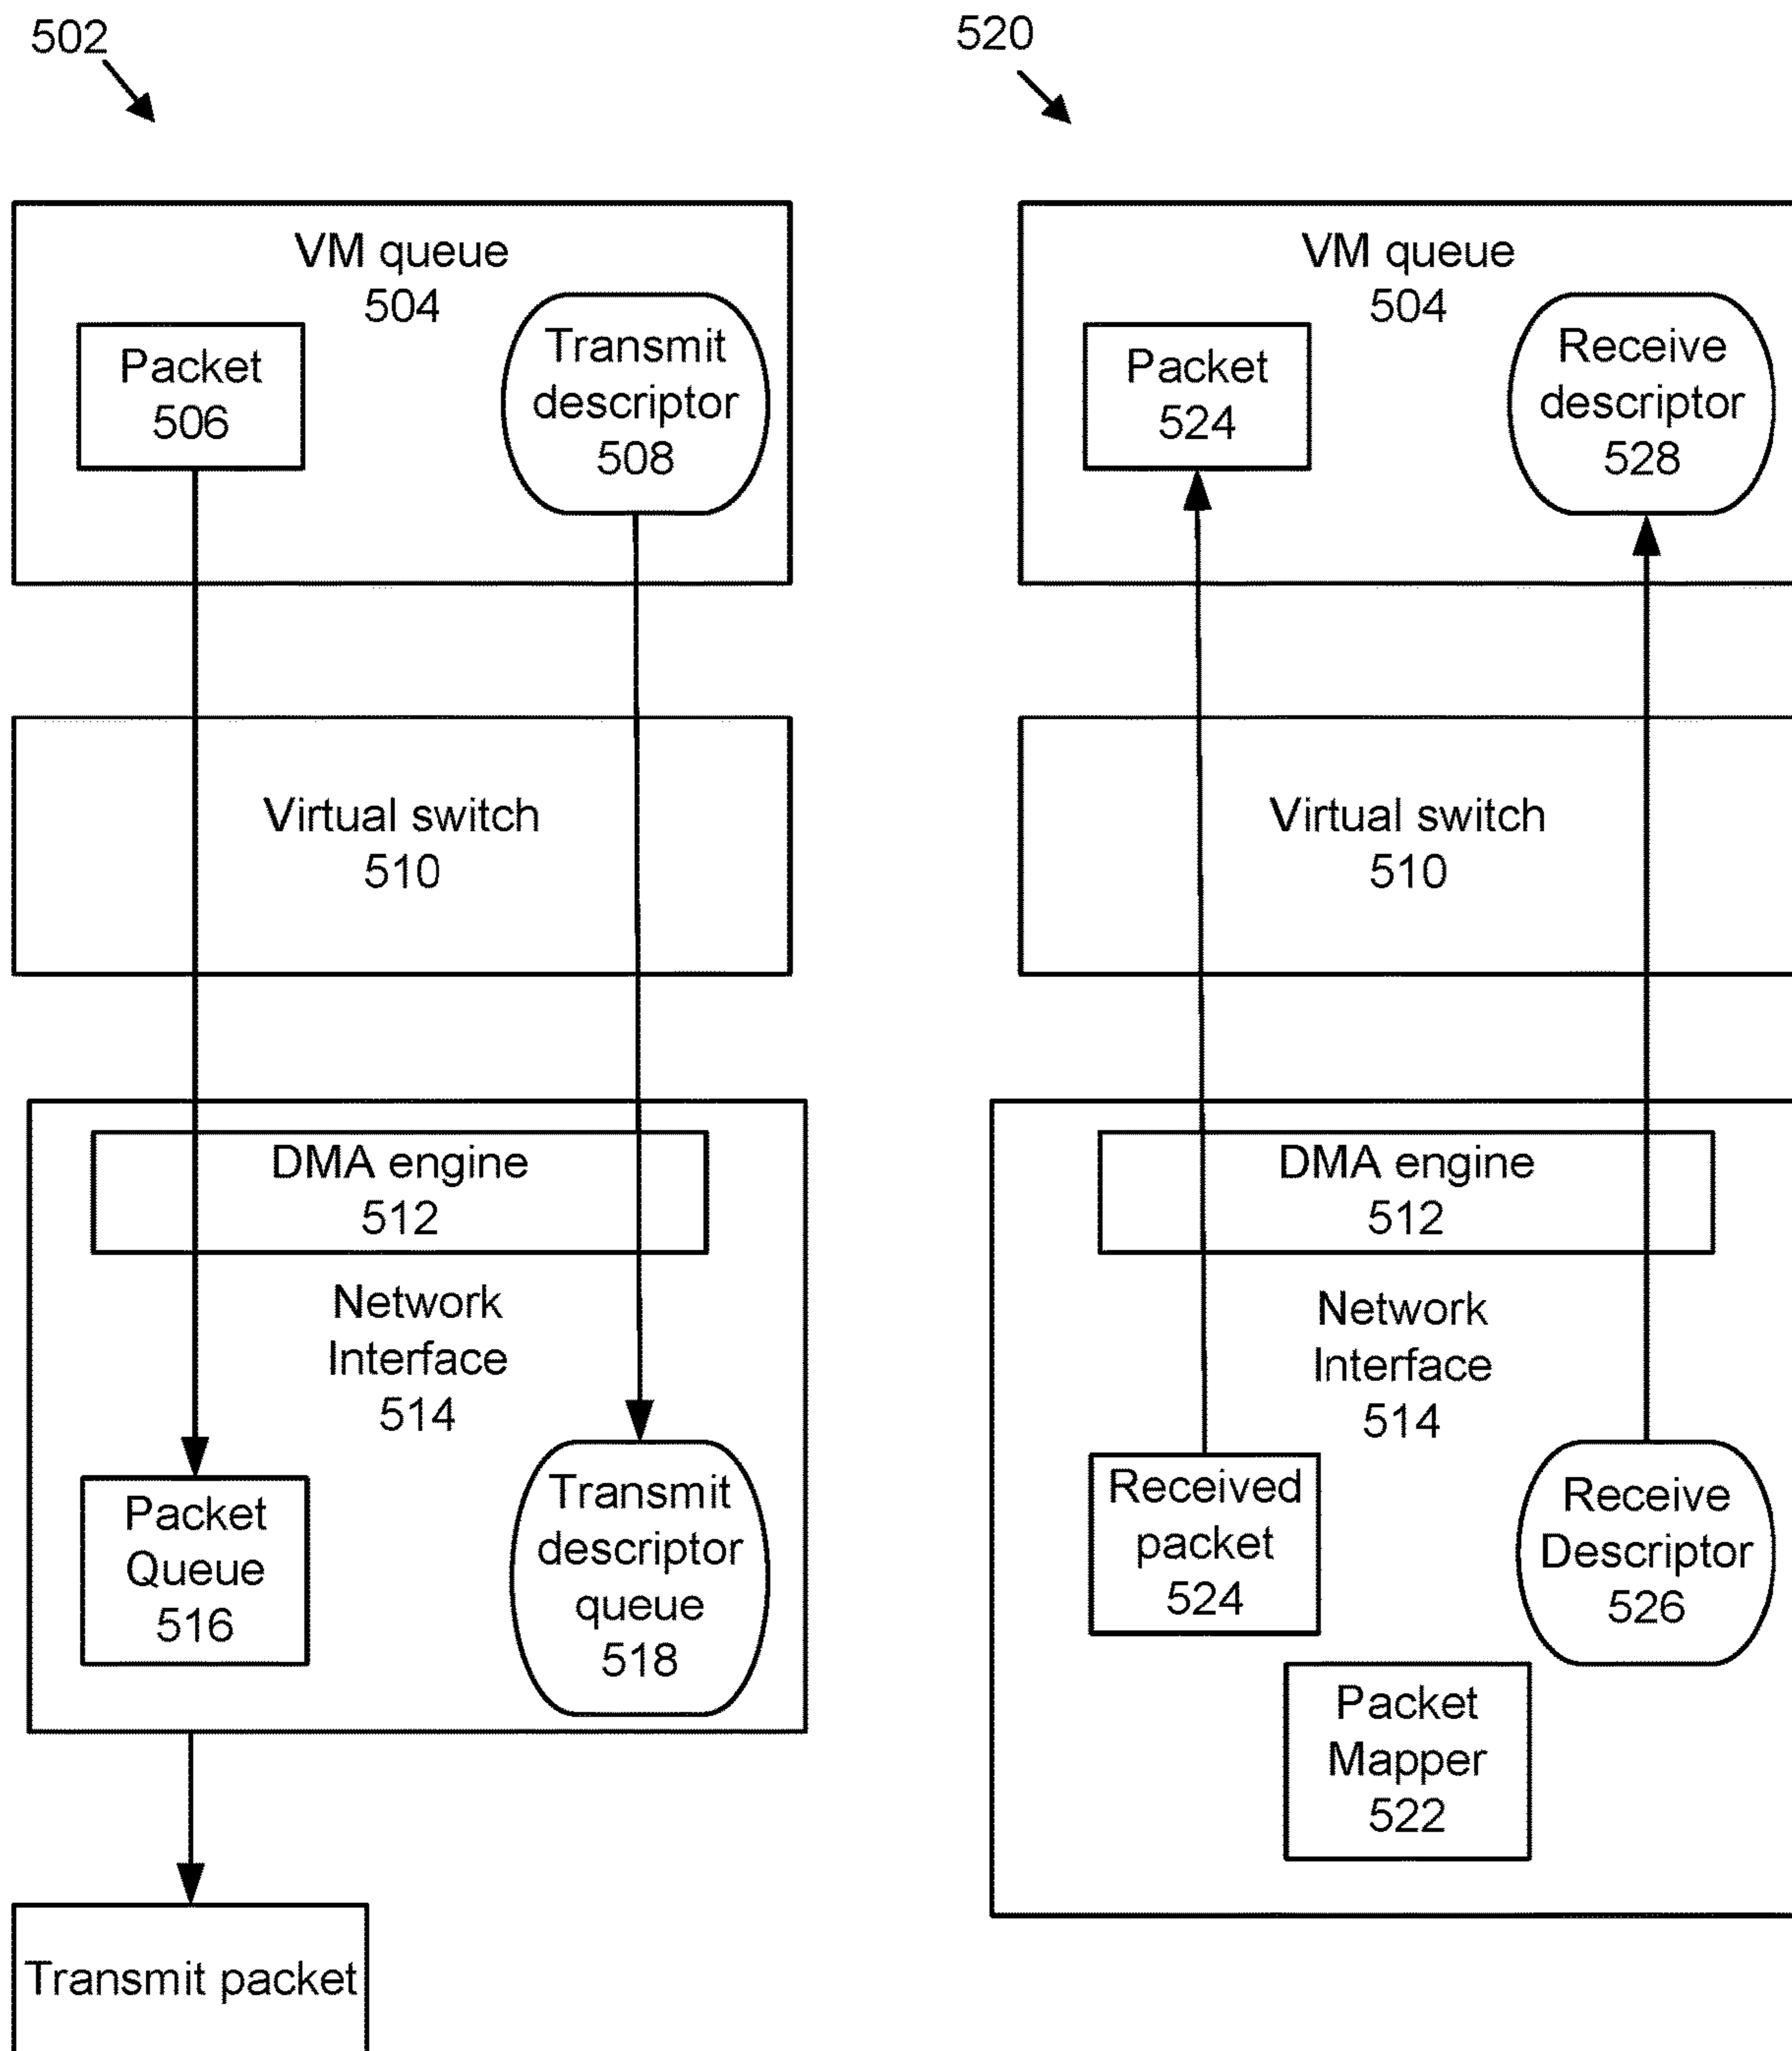 502
VM queue
504
Packet
506
Transmit
descriptor
508
Virtual switch
510
DMA engine
512
Network
Interface
514
Packet
Queue
516
Transmit
descriptor
queue
518
Transmit packet
520
VM queue
504
Packet
524
Receive
descriptor
528
Virtual switch
510
DMA engine
512
Network
Interface
514
Received
packet
524
Receive
Descriptor
526
Packet
Mapper
522